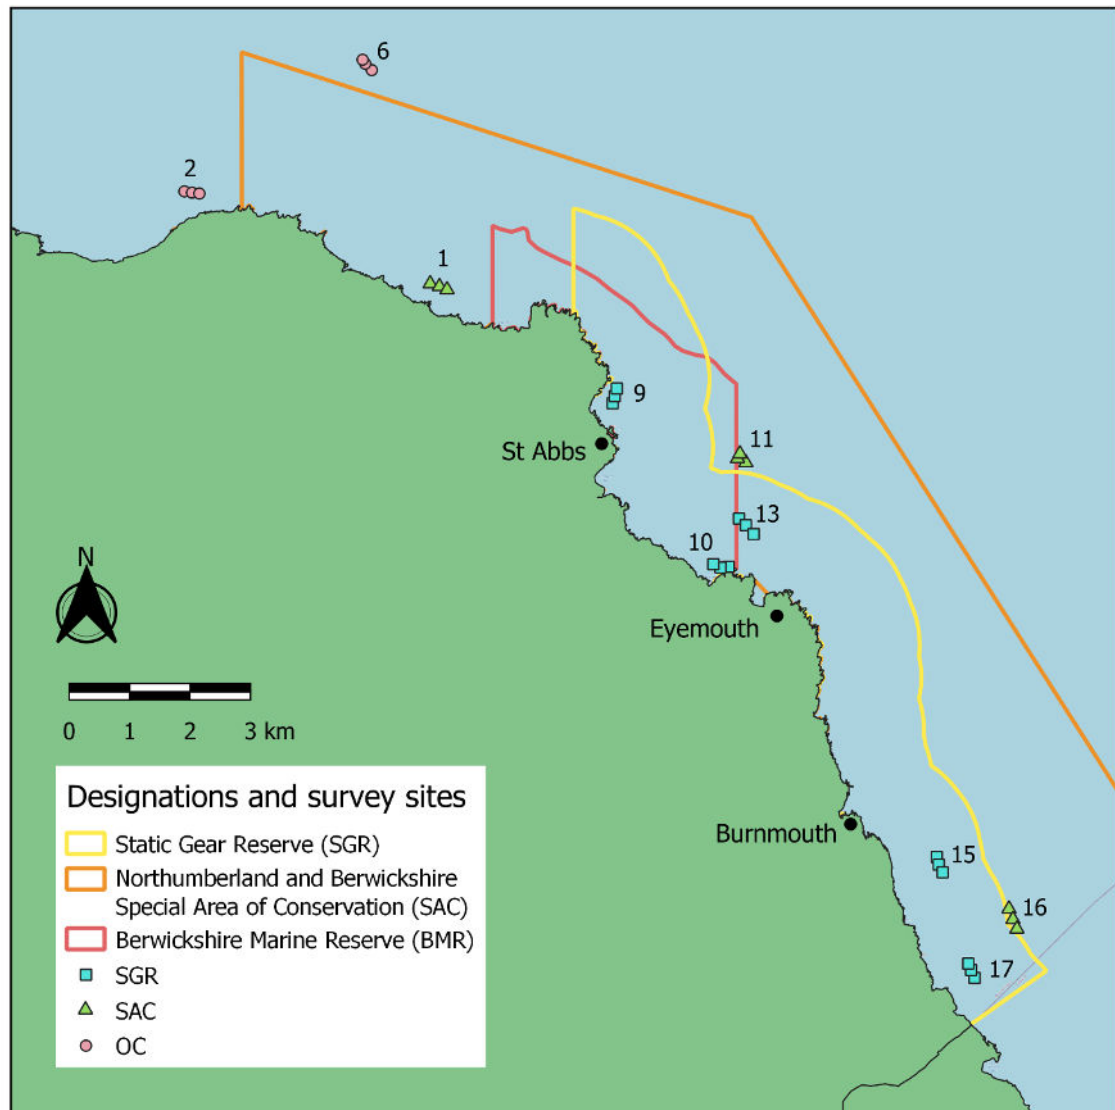 6
2
1
9
St Abbs
11
13
10
N
Eyemouth
0 1 2 3 km
Designations and survey sites
Static Gear Reserve (SGR)
Northumberland and Berwickshire
Special Area of Conservation (SAC)
Berwickshire Marine Reserve (BMR)
SGR
SAC
OC
Burnmouth
15
16
17